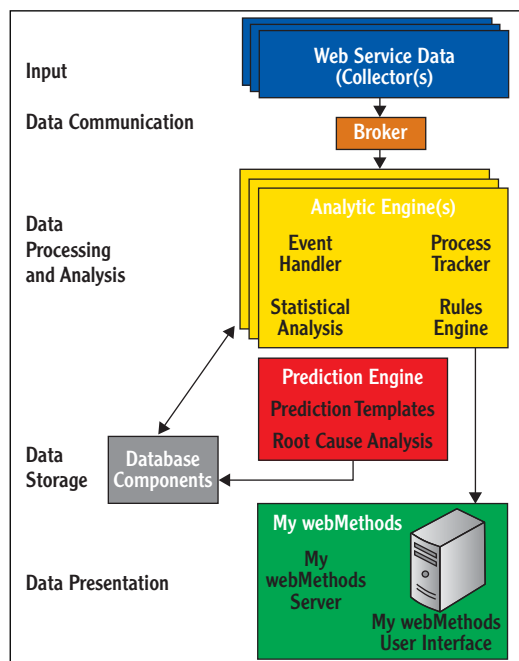 Input
Web Service Data
(Collector(s)
Data Communication
Broker
Analytic Engine(s)
Data
Processing
and Analysis
Event
Handler
Process
Tracker
Statistical
Analysis
Rules
Engine
Prediction Engine
Prediction Templates
Root Cause Analysis
Data
Storage
Database
Components
My webMethods
Data Presentation
My
webMethods
Server
My webMethods
User Interface